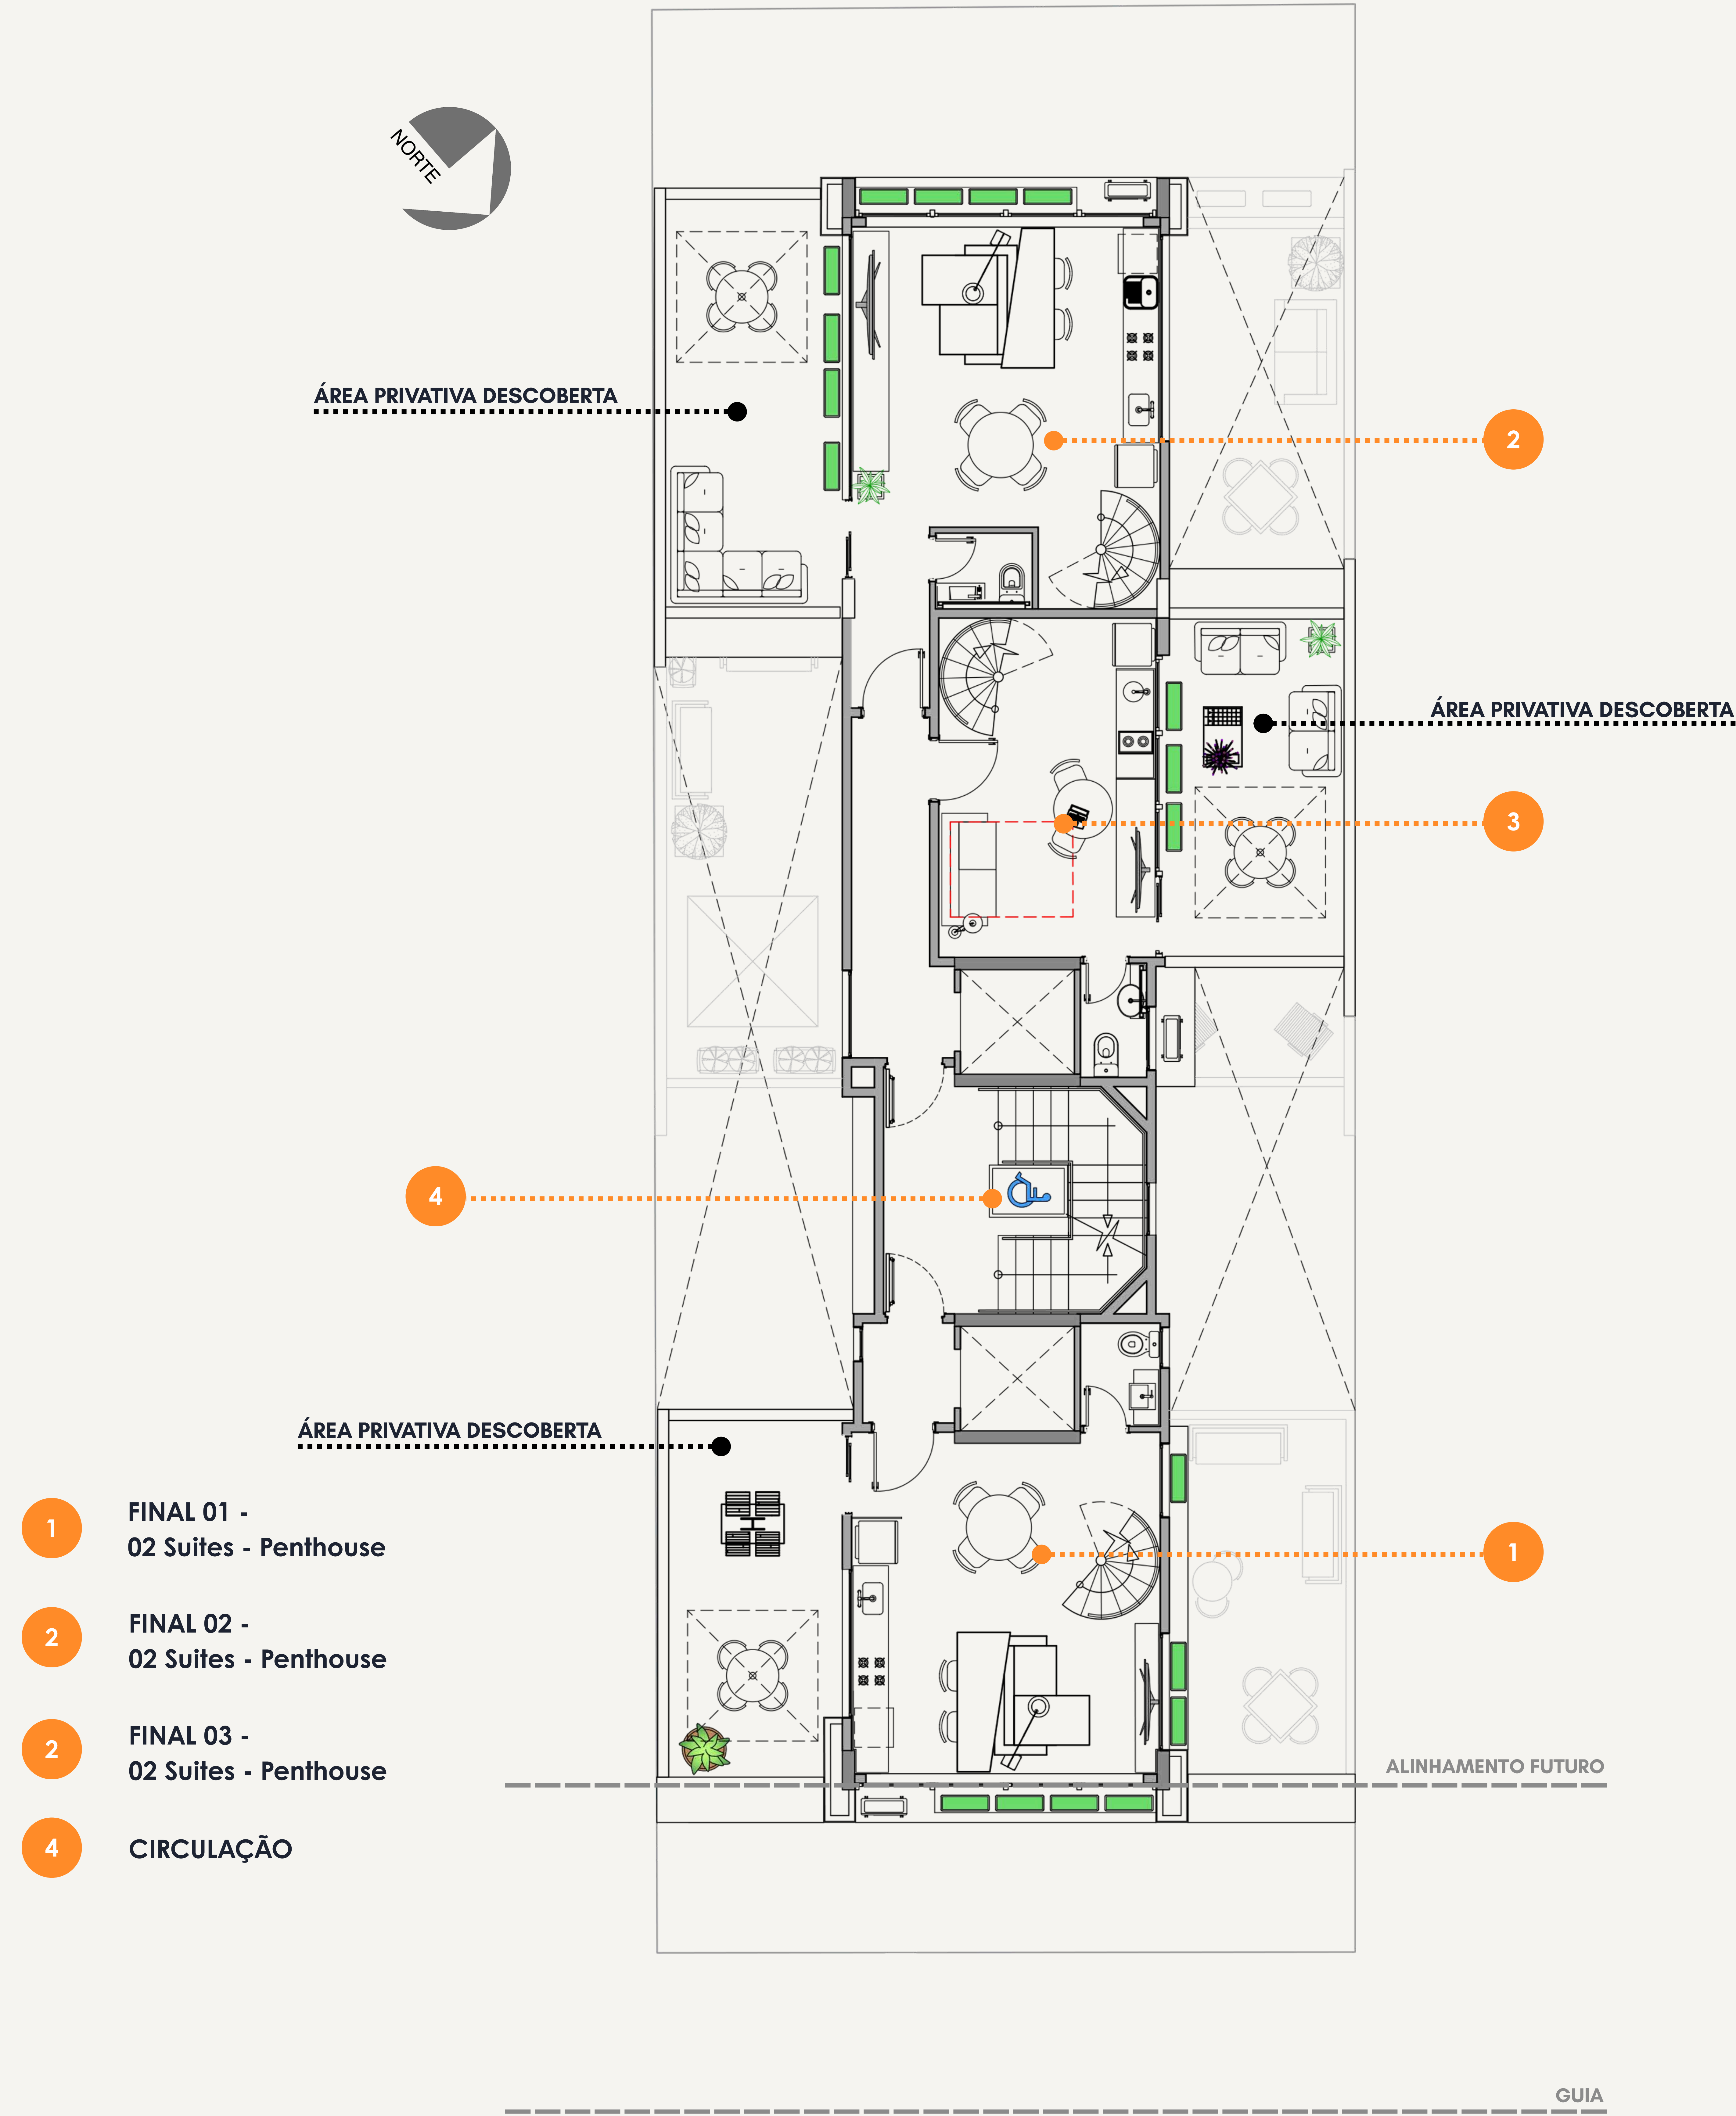 NORTE
ÁREA PRIVATIVA DESCOBERTA
2
ÁREA PRIVATIVA DESCOBERTA
3
4
ÁREA PRIVATIVA DESCOBERTA
1
1
FINAL 01 -
02 Suites - Penthouse
2
FINAL 02 -
02 Suites - Penthouse
2
FINAL 03 -
02 Suites - Penthouse
4
CIRCULAÇÃO
ALINHAMENTO FUTURO
GUIA